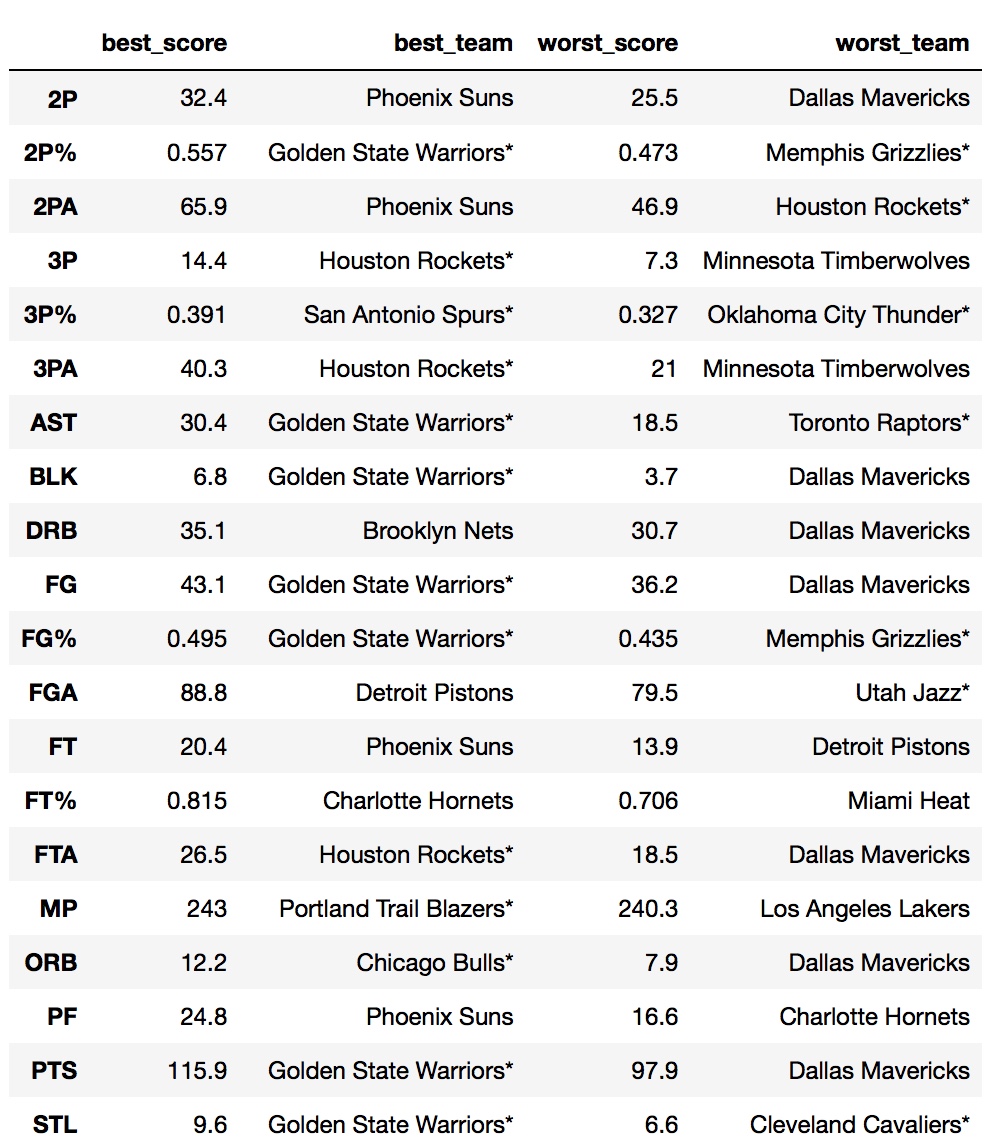 best_score best_team worst_score worst_team
2P 32.4 Phoenix Suns 25.5 Dallas Mavericks
2P% 0.557 Golden State Warriors* 0.473 Memphis Grizzlies*
2PA 65.9 Phoenix Suns 46.9 Houston Rockets*
3P 14.4 Houston Rockets* 7.3 Minnesota Timberwolves
3P% 0.391 San Antonio Spurs* 0.327 Oklahoma City Thunder*
3PA 40.3 Houston Rockets* 21 Minnesota Timberwolves
AST 30.4 Golden State Warriors* 18.5 Toronto Raptors*
BLK 6.8 Golden State Warriors* 3.7 Dallas Mavericks
DRB 35.1 Brooklyn Nets 30.7 Dallas Mavericks
FG 43.1 Golden State Warriors* 36.2 Dallas Mavericks
FG% 0.495 Golden State Warriors* 0.435 Memphis Grizzlies*
FGA 88.8 Detroit Pistons 79.5 Utah Jazz*
FT 20.4 Phoenix Suns 13.9 Detroit Pistons
FT% 0.815 Charlotte Hornets 0.706 Miami Heat
FTA 26.5 Houston Rockets* 18.5 Dallas Mavericks
MP 243 Portland Trail Blazers* 240.3 Los Angeles Lakers
ORB 12.2 Chicago Bulls* 7.9 Dallas Mavericks
PF 24.8 Phoenix Suns 16.6 Charlotte Hornets
PTS 115.9 Golden State Warriors* 97.9 Dallas Mavericks
STL 9.6 Golden State Warriors* 6.6 Cleveland Cavaliers*